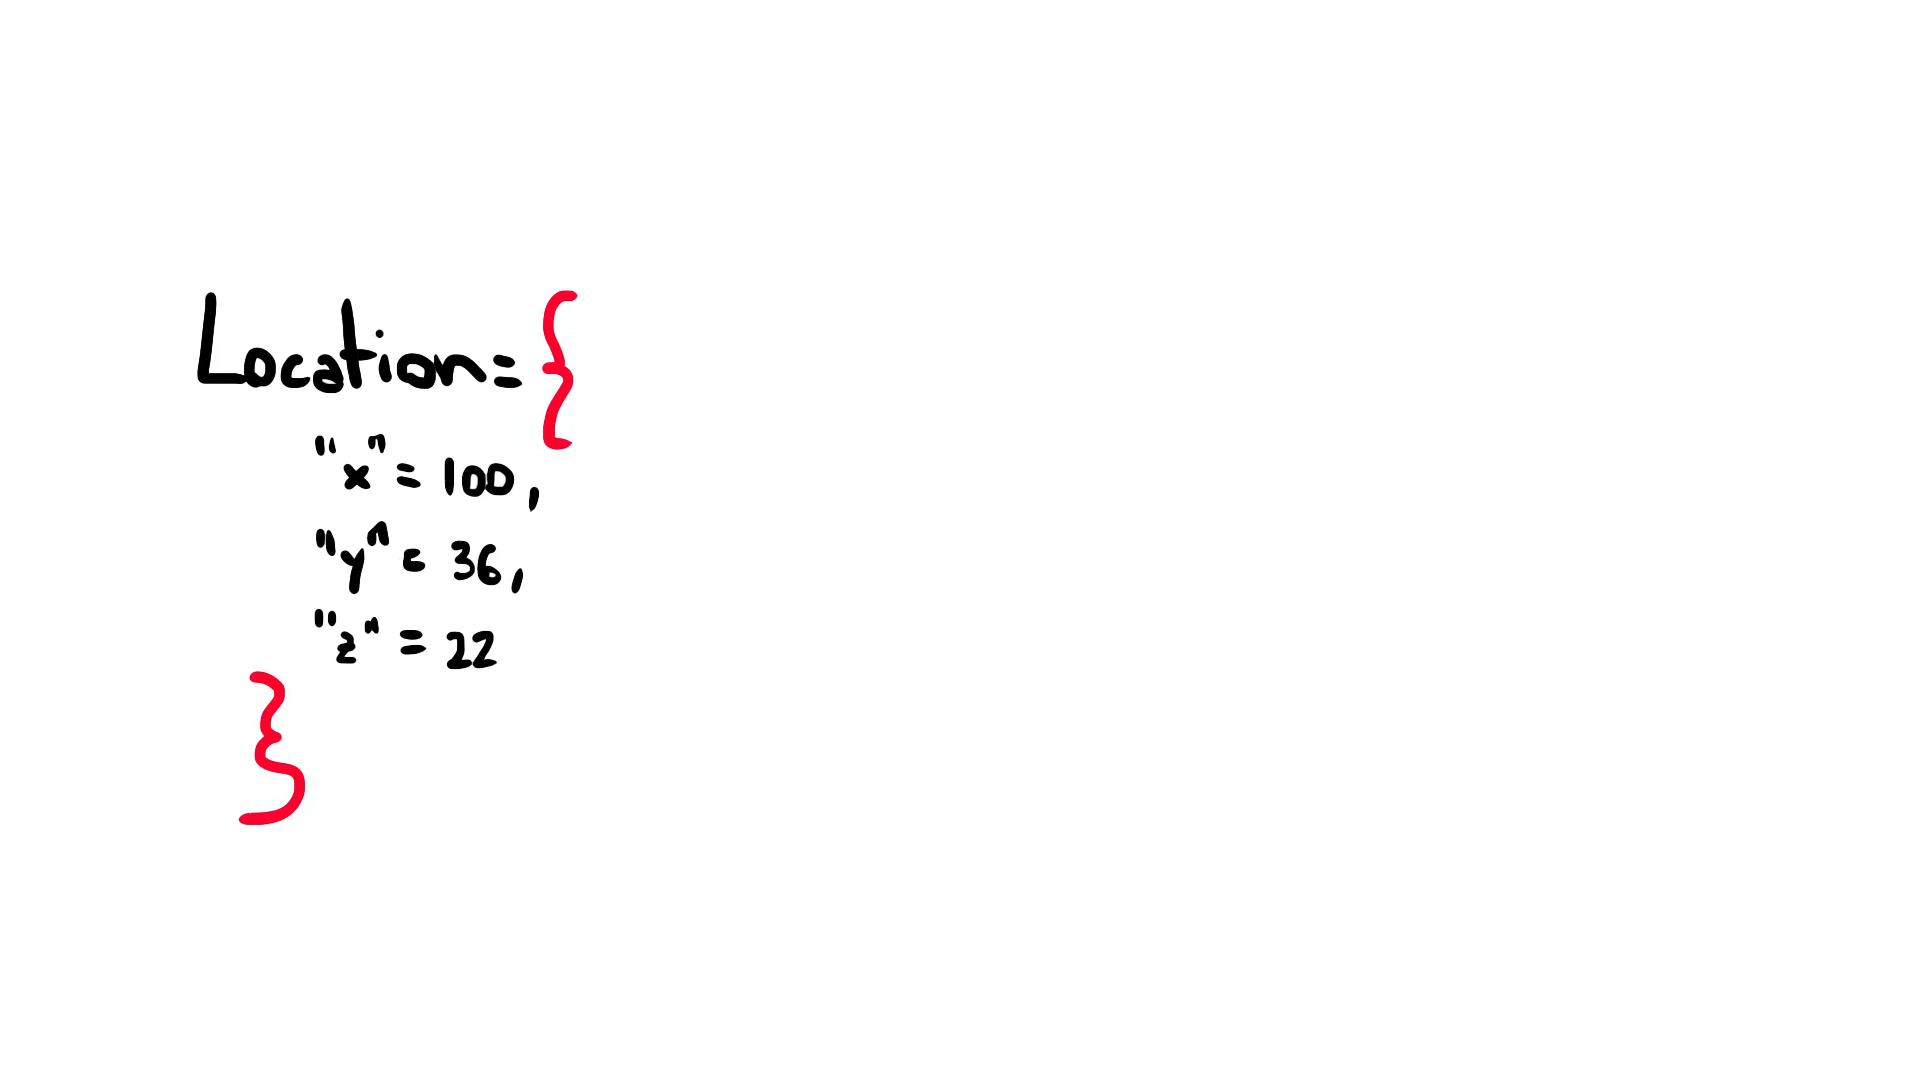 Location= {
"x" = 100,
"y" = 36,
"z" = 22
}